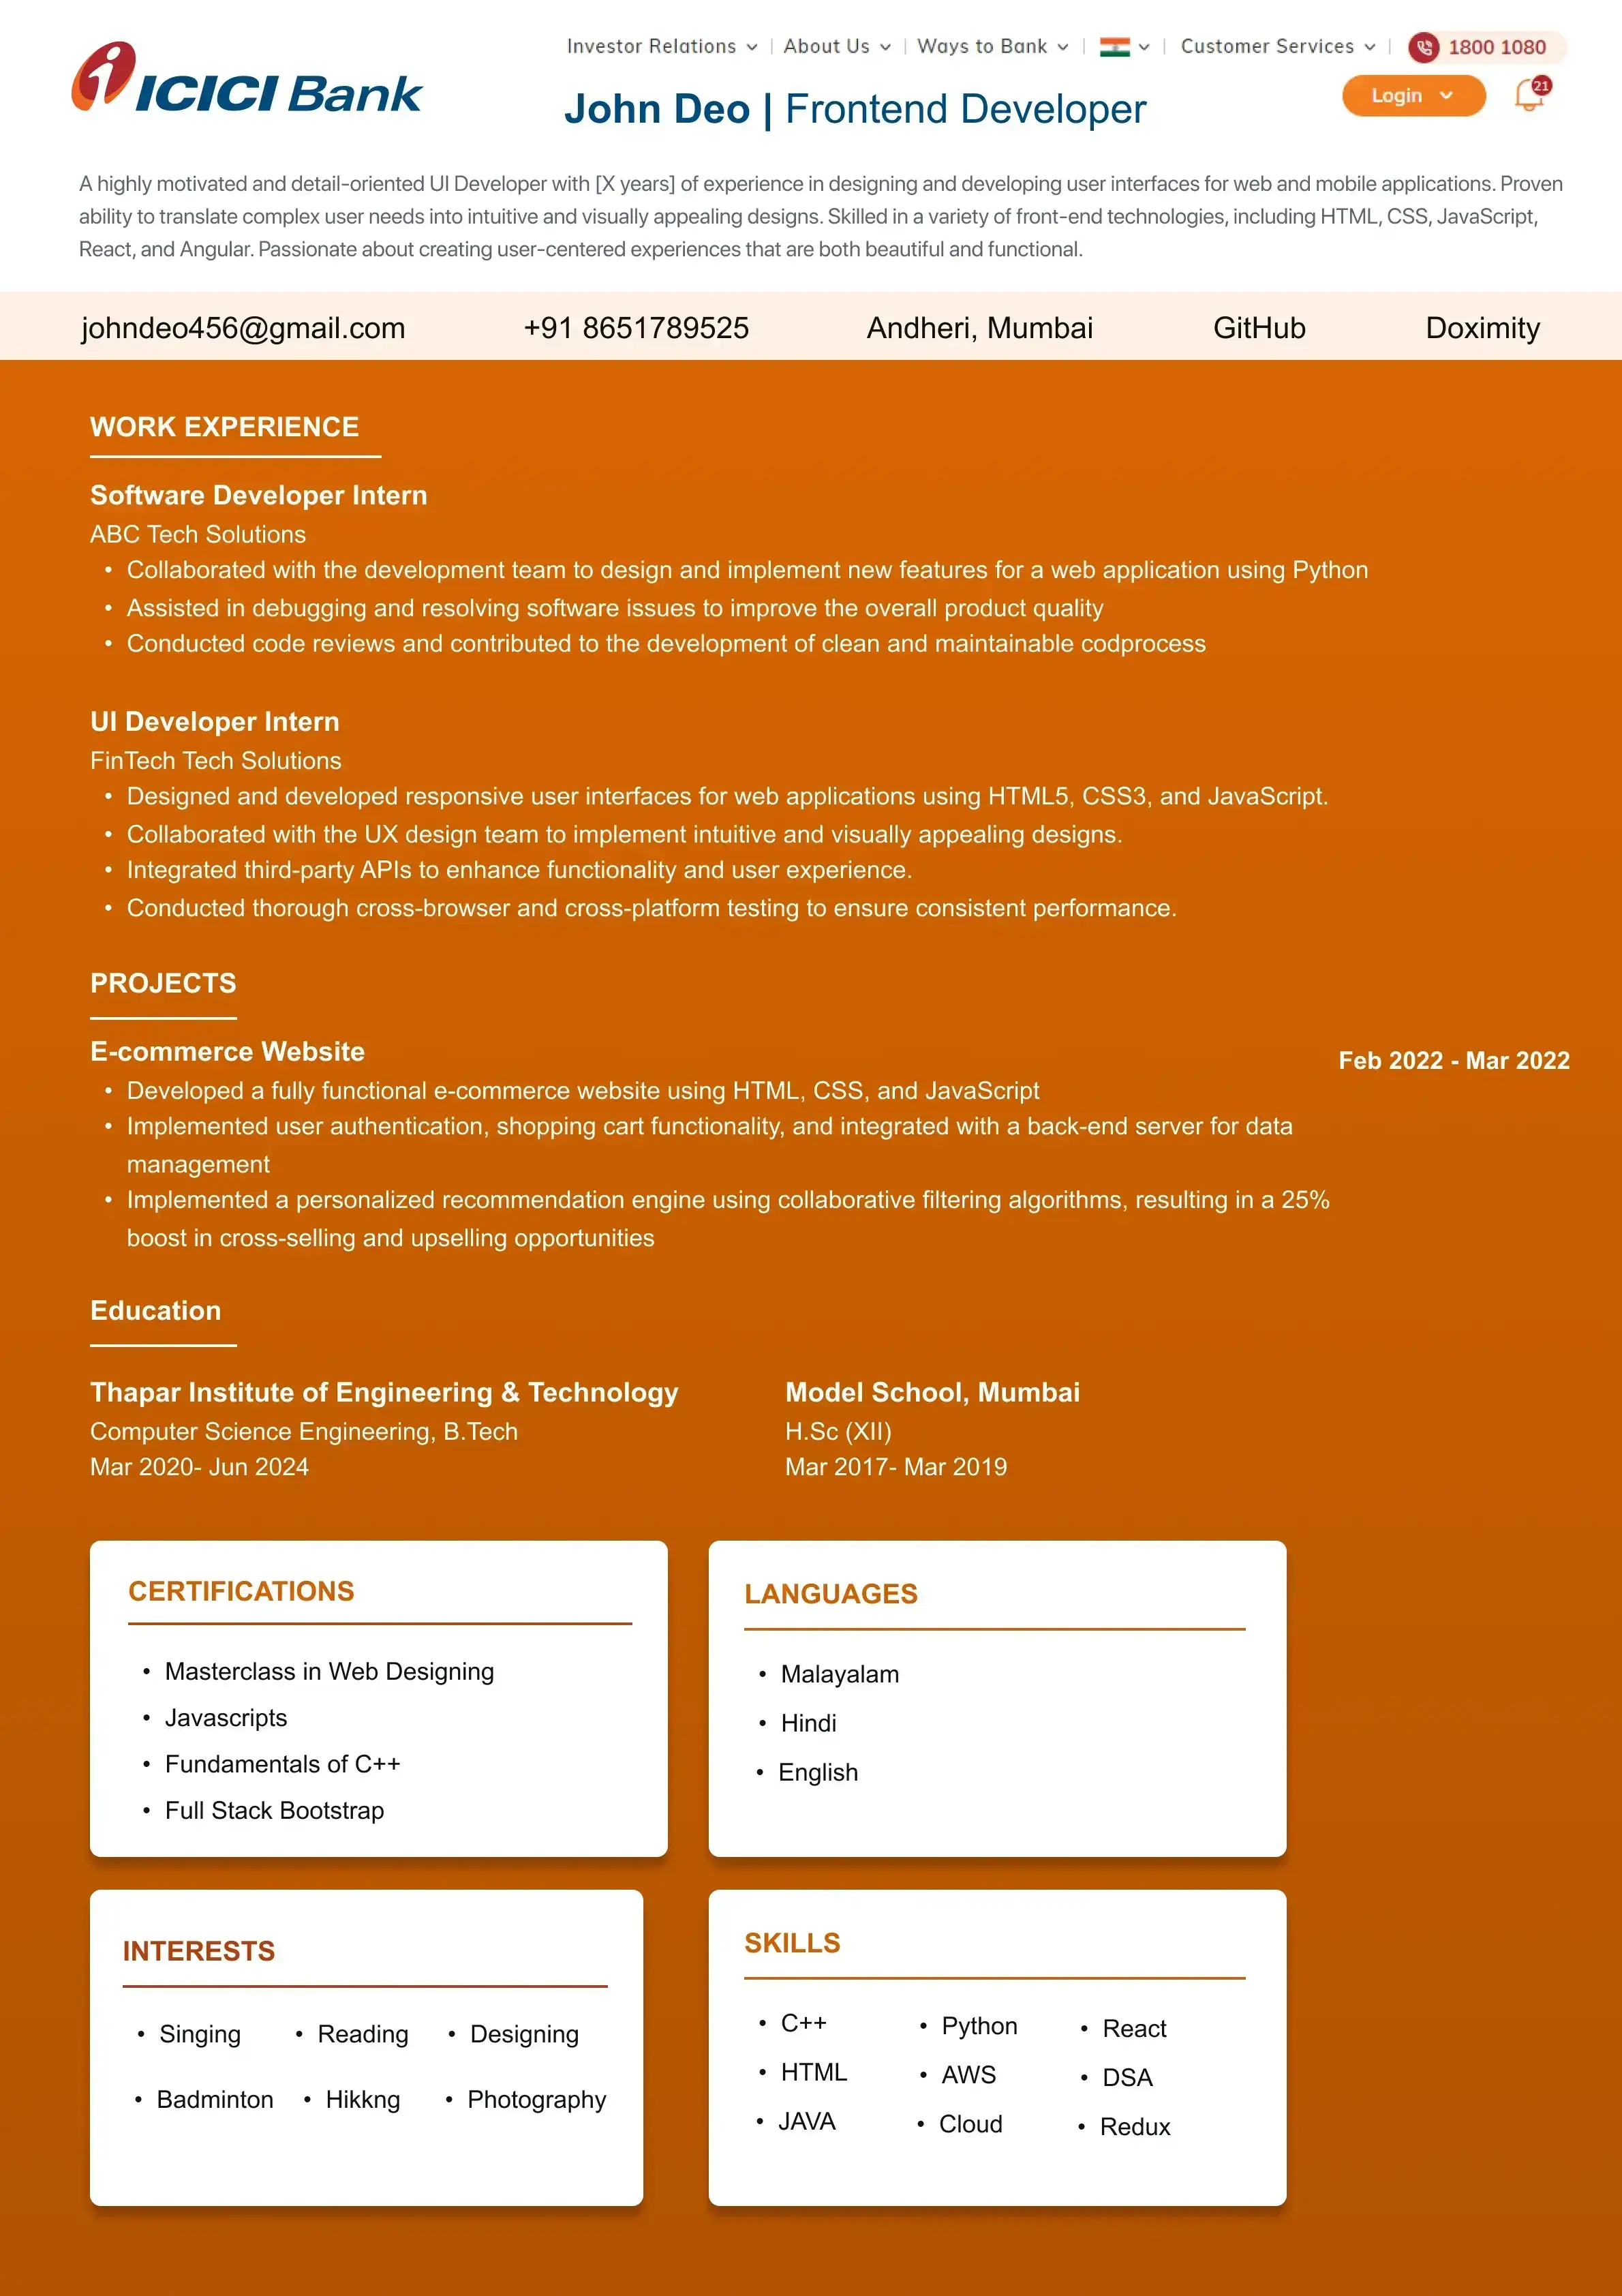 Investor Relations | About Us | Ways to Bank | | Customer Services | 1800 1080
ICICI Bank
John Deo | Frontend Developer
Login
21
A highly motivated and detail-oriented UI Developer with [X years] of experience in designing and developing user interfaces for web and mobile applications. Proven
ability to translate complex user needs into intuitive and visually appealing designs. Skilled in a variety of front-end technologies, including HTML, CSS, JavaScript,
React, and Angular. Passionate about creating user-centered experiences that are both beautiful and functional.
johndeo456@gmail.com +91 8651789525 Andheri, Mumbai GitHub Doximity
WORK EXPERIENCE
Software Developer Intern
ABC Tech Solutions
• Collaborated with the development team to design and implement new features for a web application using Python
• Assisted in debugging and resolving software issues to improve the overall product quality
• Conducted code reviews and contributed to the development of clean and maintainable codprocess
UI Developer Intern
FinTech Tech Solutions
• Designed and developed responsive user interfaces for web applications using HTML5, CSS3, and JavaScript.
• Collaborated with the UX design team to implement intuitive and visually appealing designs.
• Integrated third-party APIs to enhance functionality and user experience.
• Conducted thorough cross-browser and cross-platform testing to ensure consistent performance.
PROJECTS
E-commerce Website
Feb 2022 - Mar 2022
• Developed a fully functional e-commerce website using HTML, CSS, and JavaScript
• Implemented user authentication, shopping cart functionality, and integrated with a back-end server for data
management
• Implemented a personalized recommendation engine using collaborative filtering algorithms, resulting in a 25%
boost in cross-selling and upselling opportunities
Education
Thapar Institute of Engineering & Technology
Computer Science Engineering, B.Tech
Mar 2020- Jun 2024
Model School, Mumbai
H.Sc (XII)
Mar 2017- Mar 2019
CERTIFICATIONS
• Masterclass in Web Designing
• Javascripts
• Fundamentals of C++
• Full Stack Bootstrap
LANGUAGES
• Malayalam
• Hindi
• English
INTERESTS
• Singing • Reading • Designing
• Badminton • Hikkng • Photography
SKILLS
• C++ • Python • React
• HTML • AWS • DSA
• JAVA • Cloud • Redux